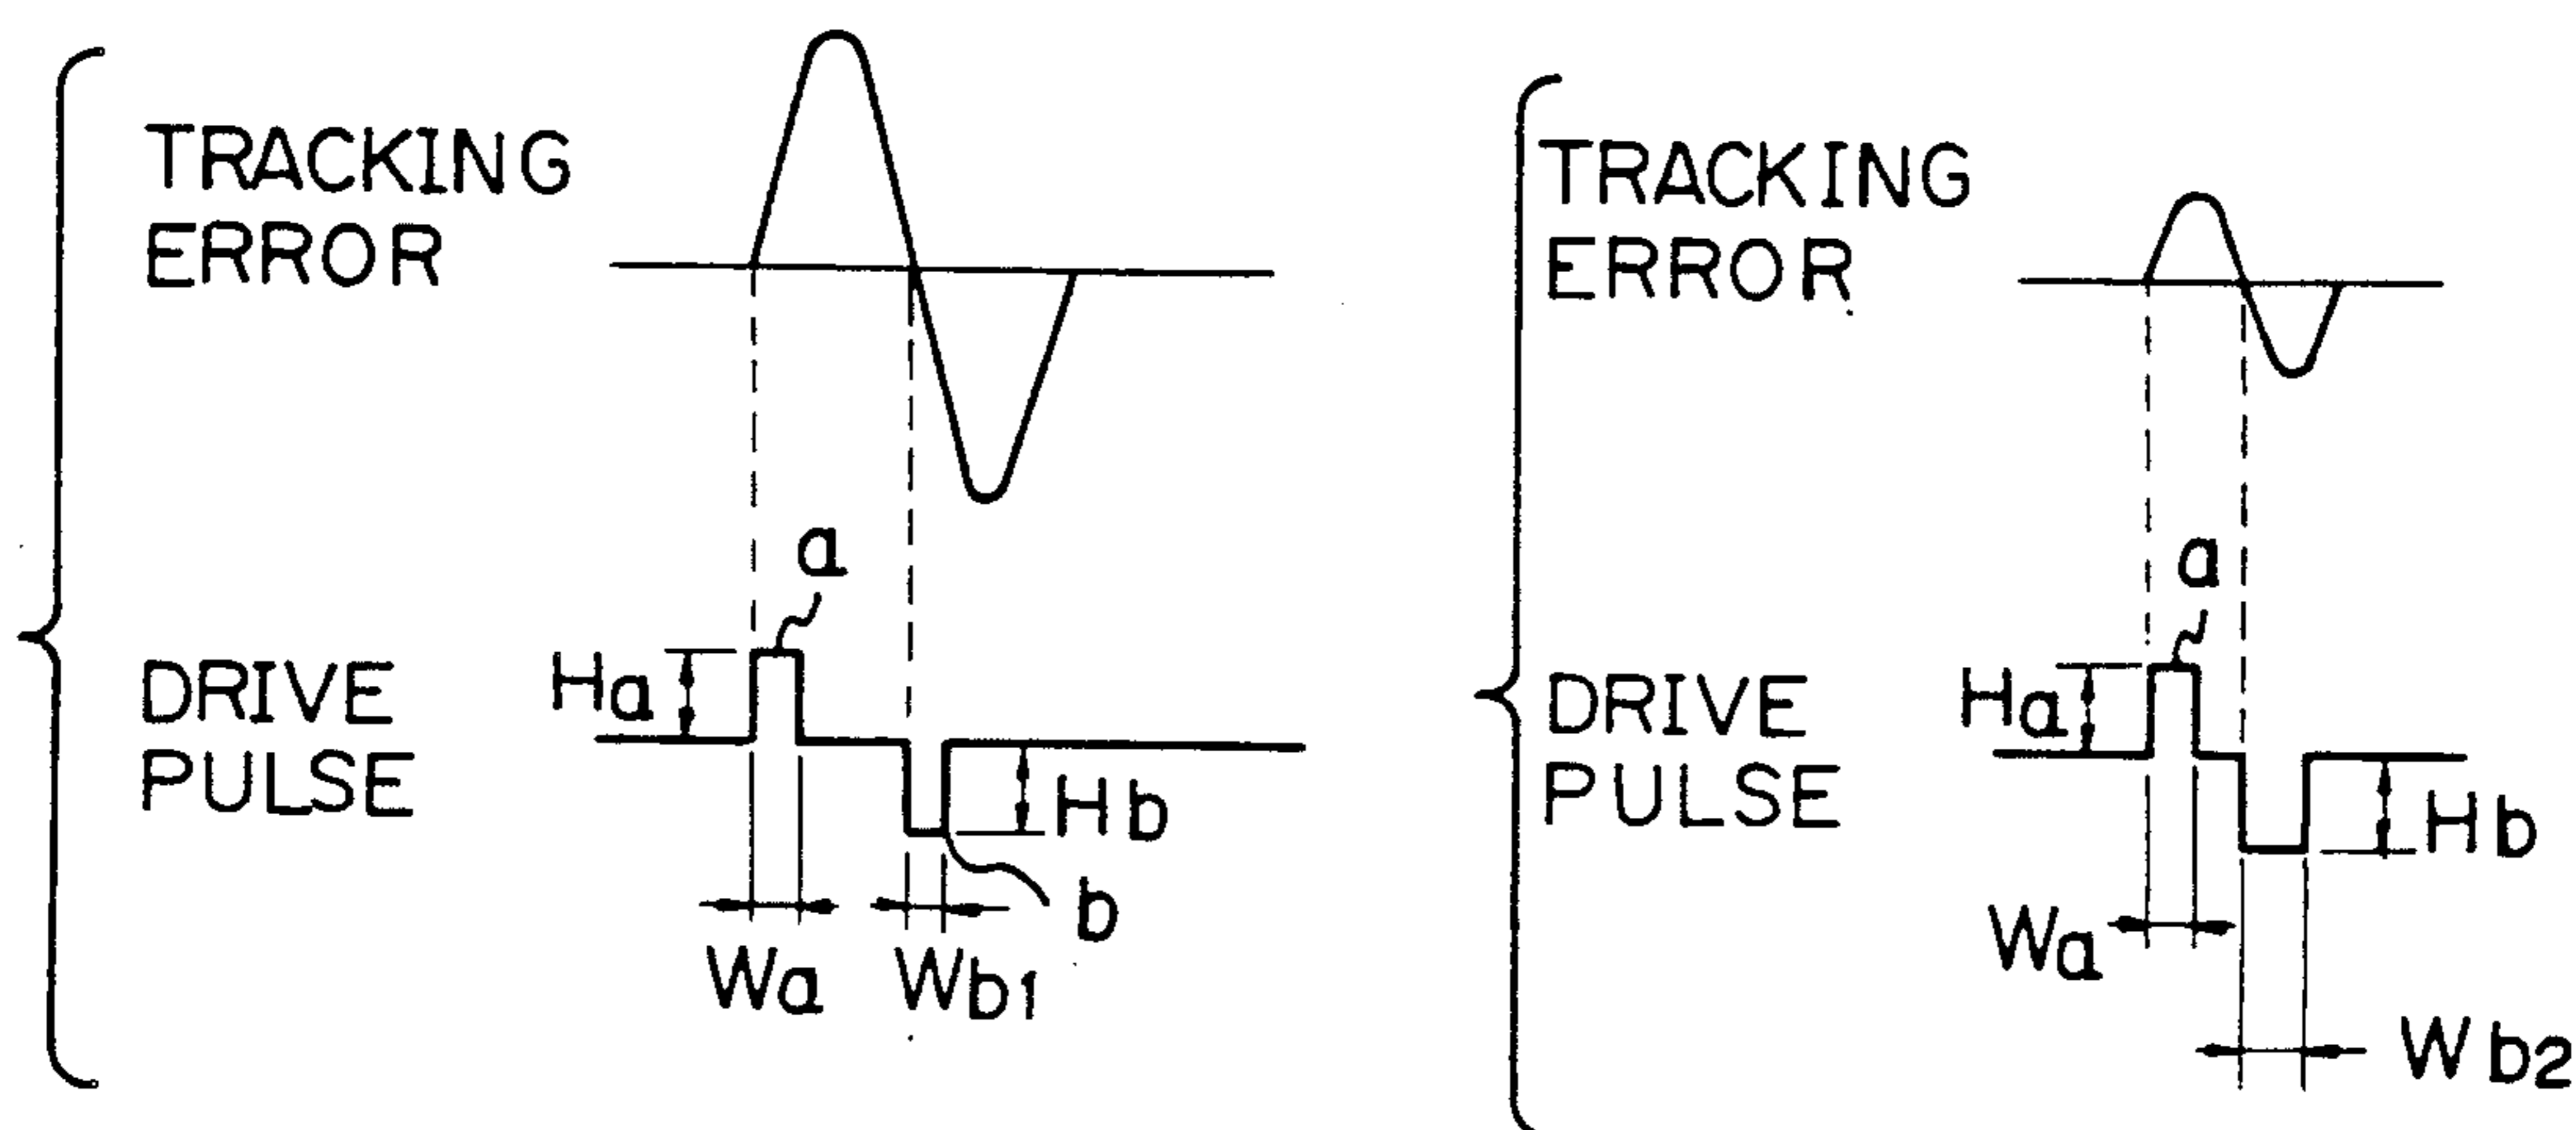 TRACKING
ERROR
a
DRIVE
PULSE
Ha
Hb
b
Wa
Wb1
TRACKING
ERROR
a
DRIVE
PULSE
Ha
Hb
Wa
Wb2